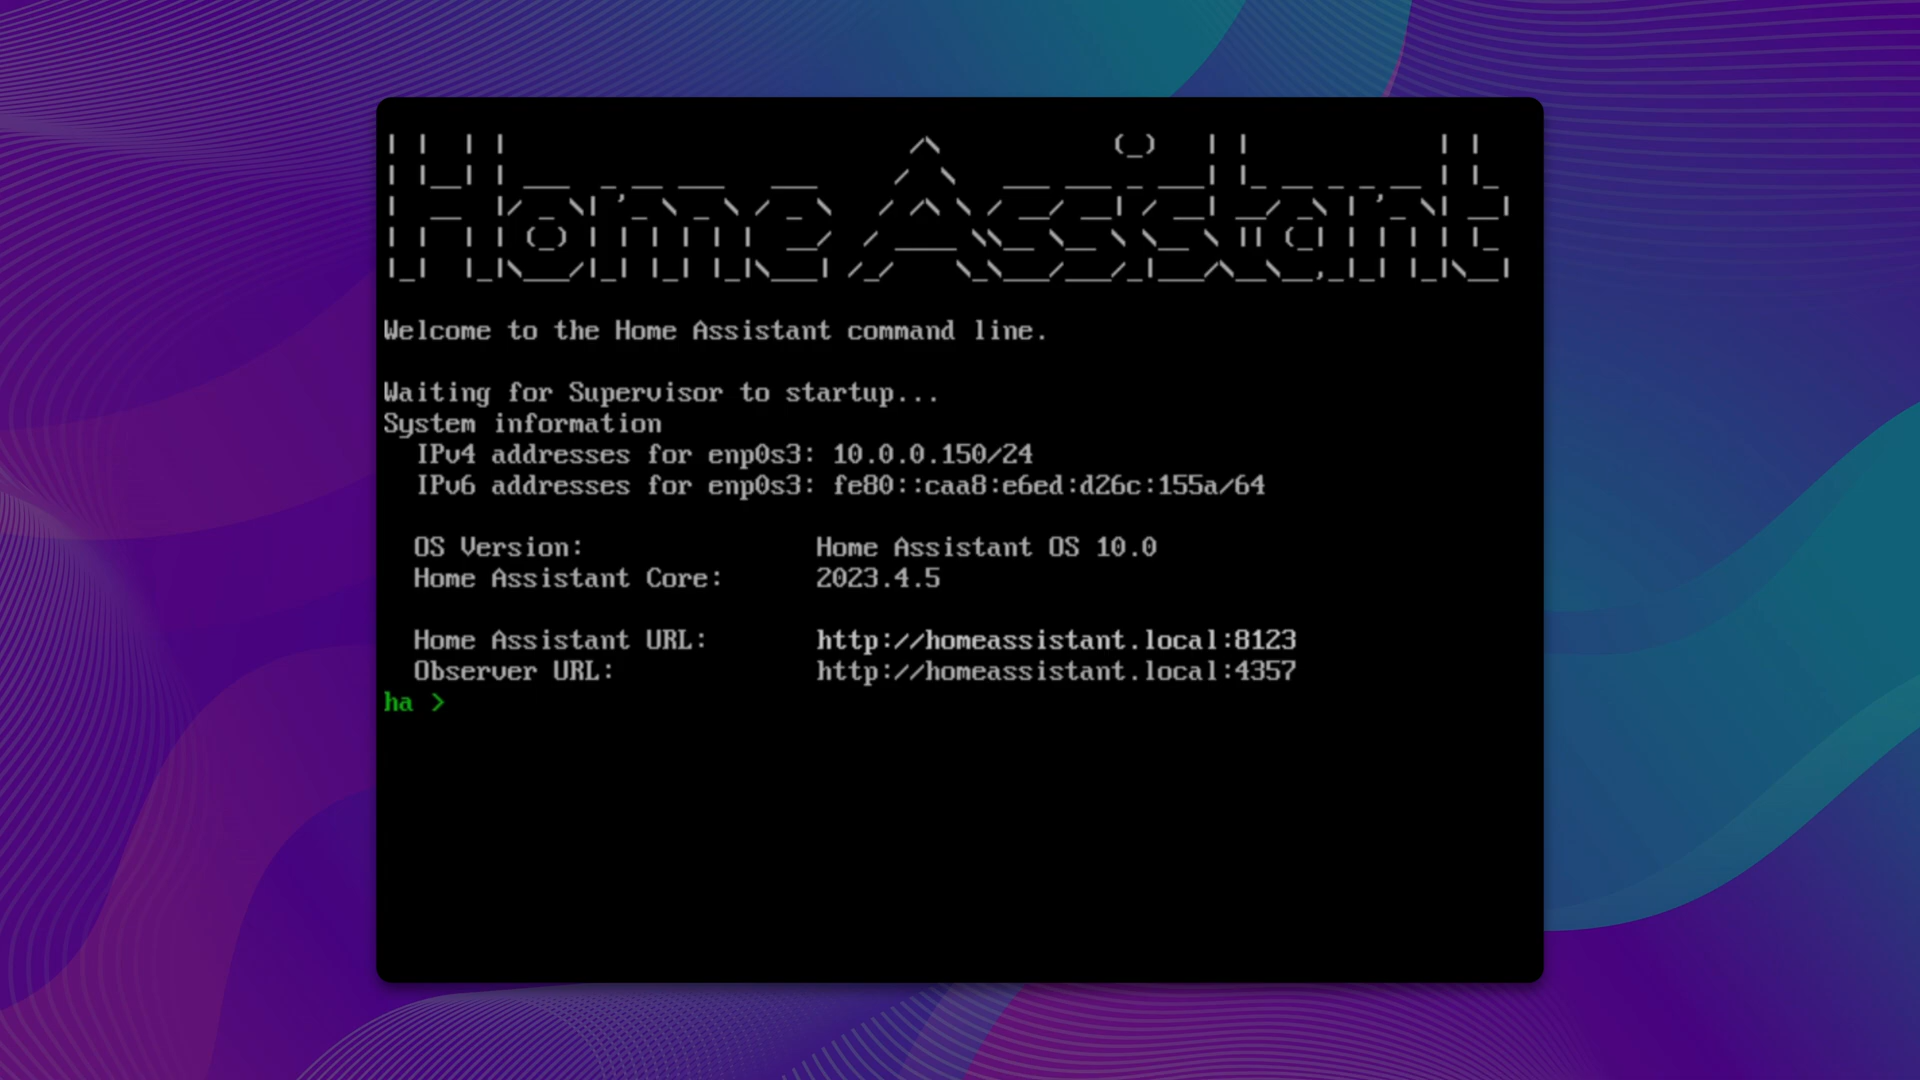 Home Assistant
Welcome to the Home Assistant command line.
Waiting for Supervisor to startup...
System information
IPv4 addresses for enp0s3: 10.0.0.150/24
IPv6 addresses for enp0s3: fe80::caa8:e6ed:d26c:155a/64
OS Version: Home Assistant OS 10.0
Home Assistant Core: 2023.4.5
Home Assistant URL: http://homeassistant.local:8123
Observer URL: http://homeassistant.local:4357
ha >